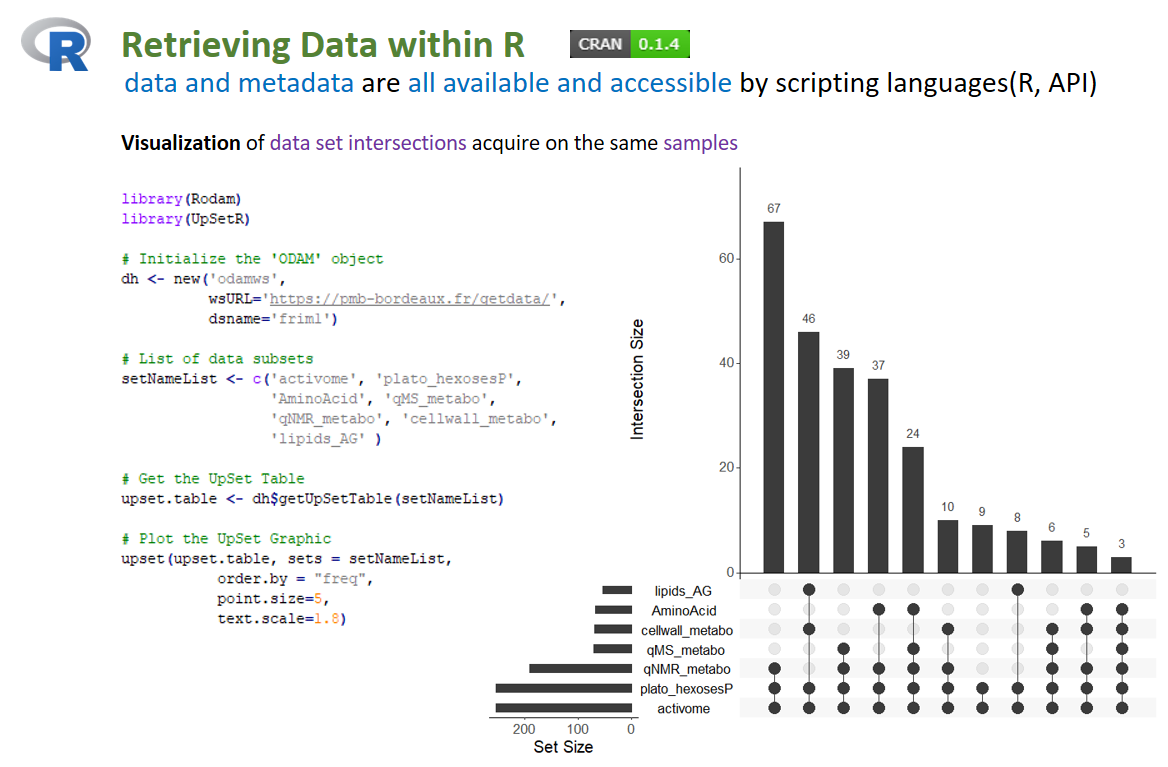 R
Retrieving Data within R
CRAN 0.1.4
data and metadata are all available and accessible by scripting languages(R, API)
Visualization of data set intersections acquire on the same samples
library(Rodam)
library(UpSetR)
# Initialize the 'ODAM' object
dh <- new('odamws',
wsURL='https://pmb-bordeaux.fr/getdata/',
dsname='frim1')
# List of data subsets
setNameList <- c('activome', 'plato_hexosesP',
'AminoAcid', 'qMS_metabo',
'qNMR_metabo', 'cellwall_metabo',
'lipids_AG' )
# Get the UpSet Table
upset.table <- dh$getUpSetTable(setNameList)
# Plot the UpSet Graphic
upset(upset.table, sets = setNameList,
order.by = "freq",
point.size=5,
text.scale=1.8)
Intersection Size
60
40
20
0
67
46
39
37
24
10
9
8
6
5
3
lipids_AG
AminoAcid
cellwall_metabo
qMS_metabo
qNMR_metabo
plato_hexosesP
activome
200 100 0
Set Size